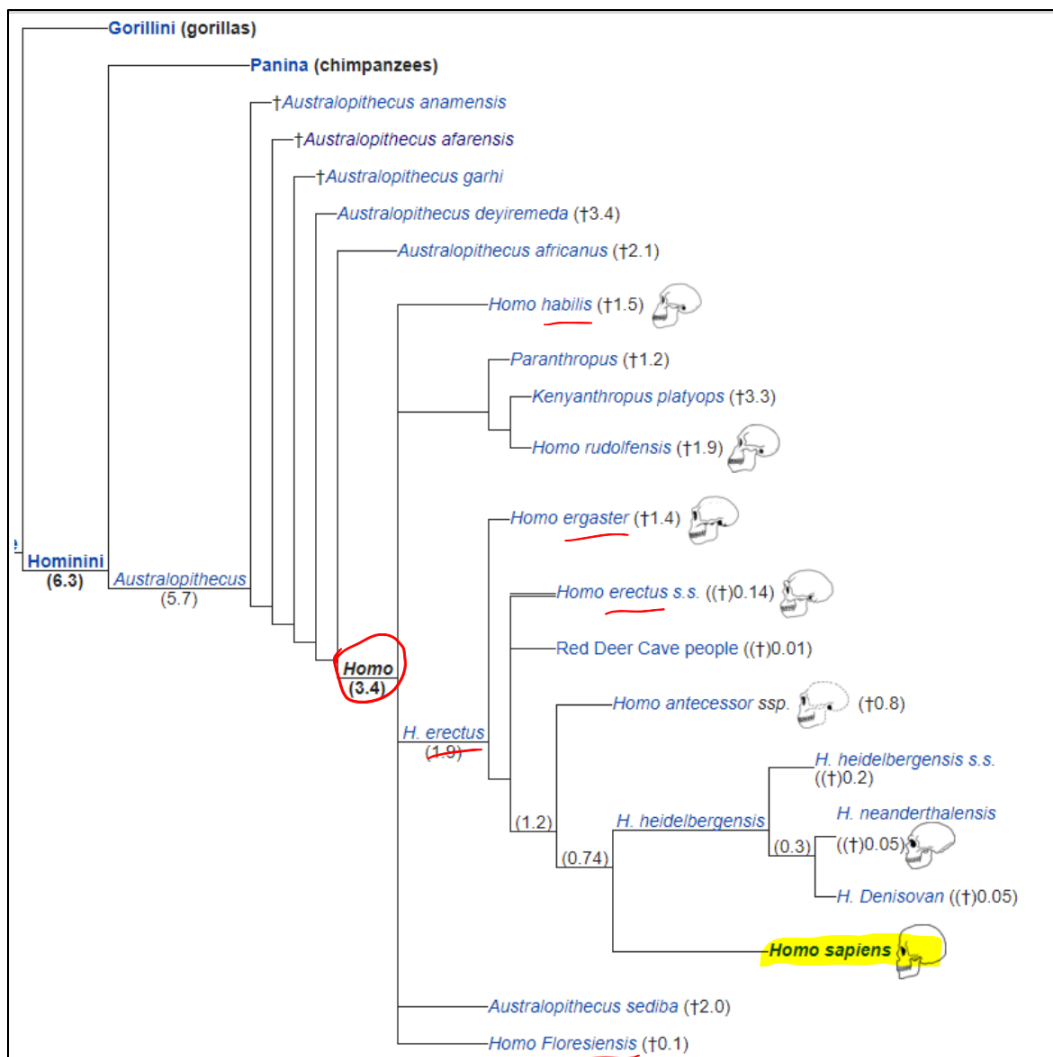 Gorillini (gorillas)
Panina (chimpanzees)
†Australopithecus anamensis
†Australopithecus afarensis
†Australopithecus garhi
Australopithecus deyiremeda (†3.4)
Australopithecus africanus (†2.1)
Homo habilis (†1.5)
Paranthropus (†1.2)
Kenyanthropus platyops (†3.3)
Homo rudolfensis (†1.9)
Homo ergaster (†1.4)
e
Hominini
(6.3)
Australopithecus
(5.7)
Homo erectus s.s. ((†)0.14)
Red Deer Cave people ((†)0.01)
Homo
(3.4)
Homo antecessor ssp. (†0.8)
H. erectus
(1.9)
H. heidelbergensis s.s.
((†)0.2)
(1.2)
H. heidelbergensis
H. neanderthalensis
((†)0.05)
(0.3)
(0.74)
H. Denisovan ((†)0.05)
Homo sapiens
Australopithecus sediba (†2.0)
Homo Floresiensis (†0.1)